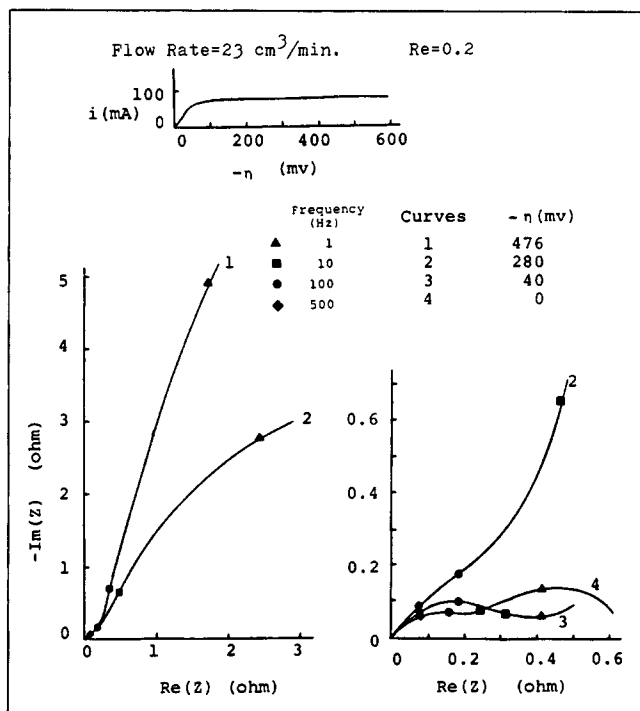 Flow Rate=23 cm³/min. Re=0.2
100
i(mA)
0
0 200 400 600
-η (mv)
Frequency (Hz) Curves -η(mv)
▲ 1 1 476
■ 10 2 280
● 100 3 40
◆ 500 4 0
5
4
3
2
1
0
-Im(Z) (ohm)
1
2
0 1 2 3
Re(Z) (ohm)
0.6
0.4
0.2
0
2
4
3
0 0.2 0.4 0.6
Re(Z) (ohm)